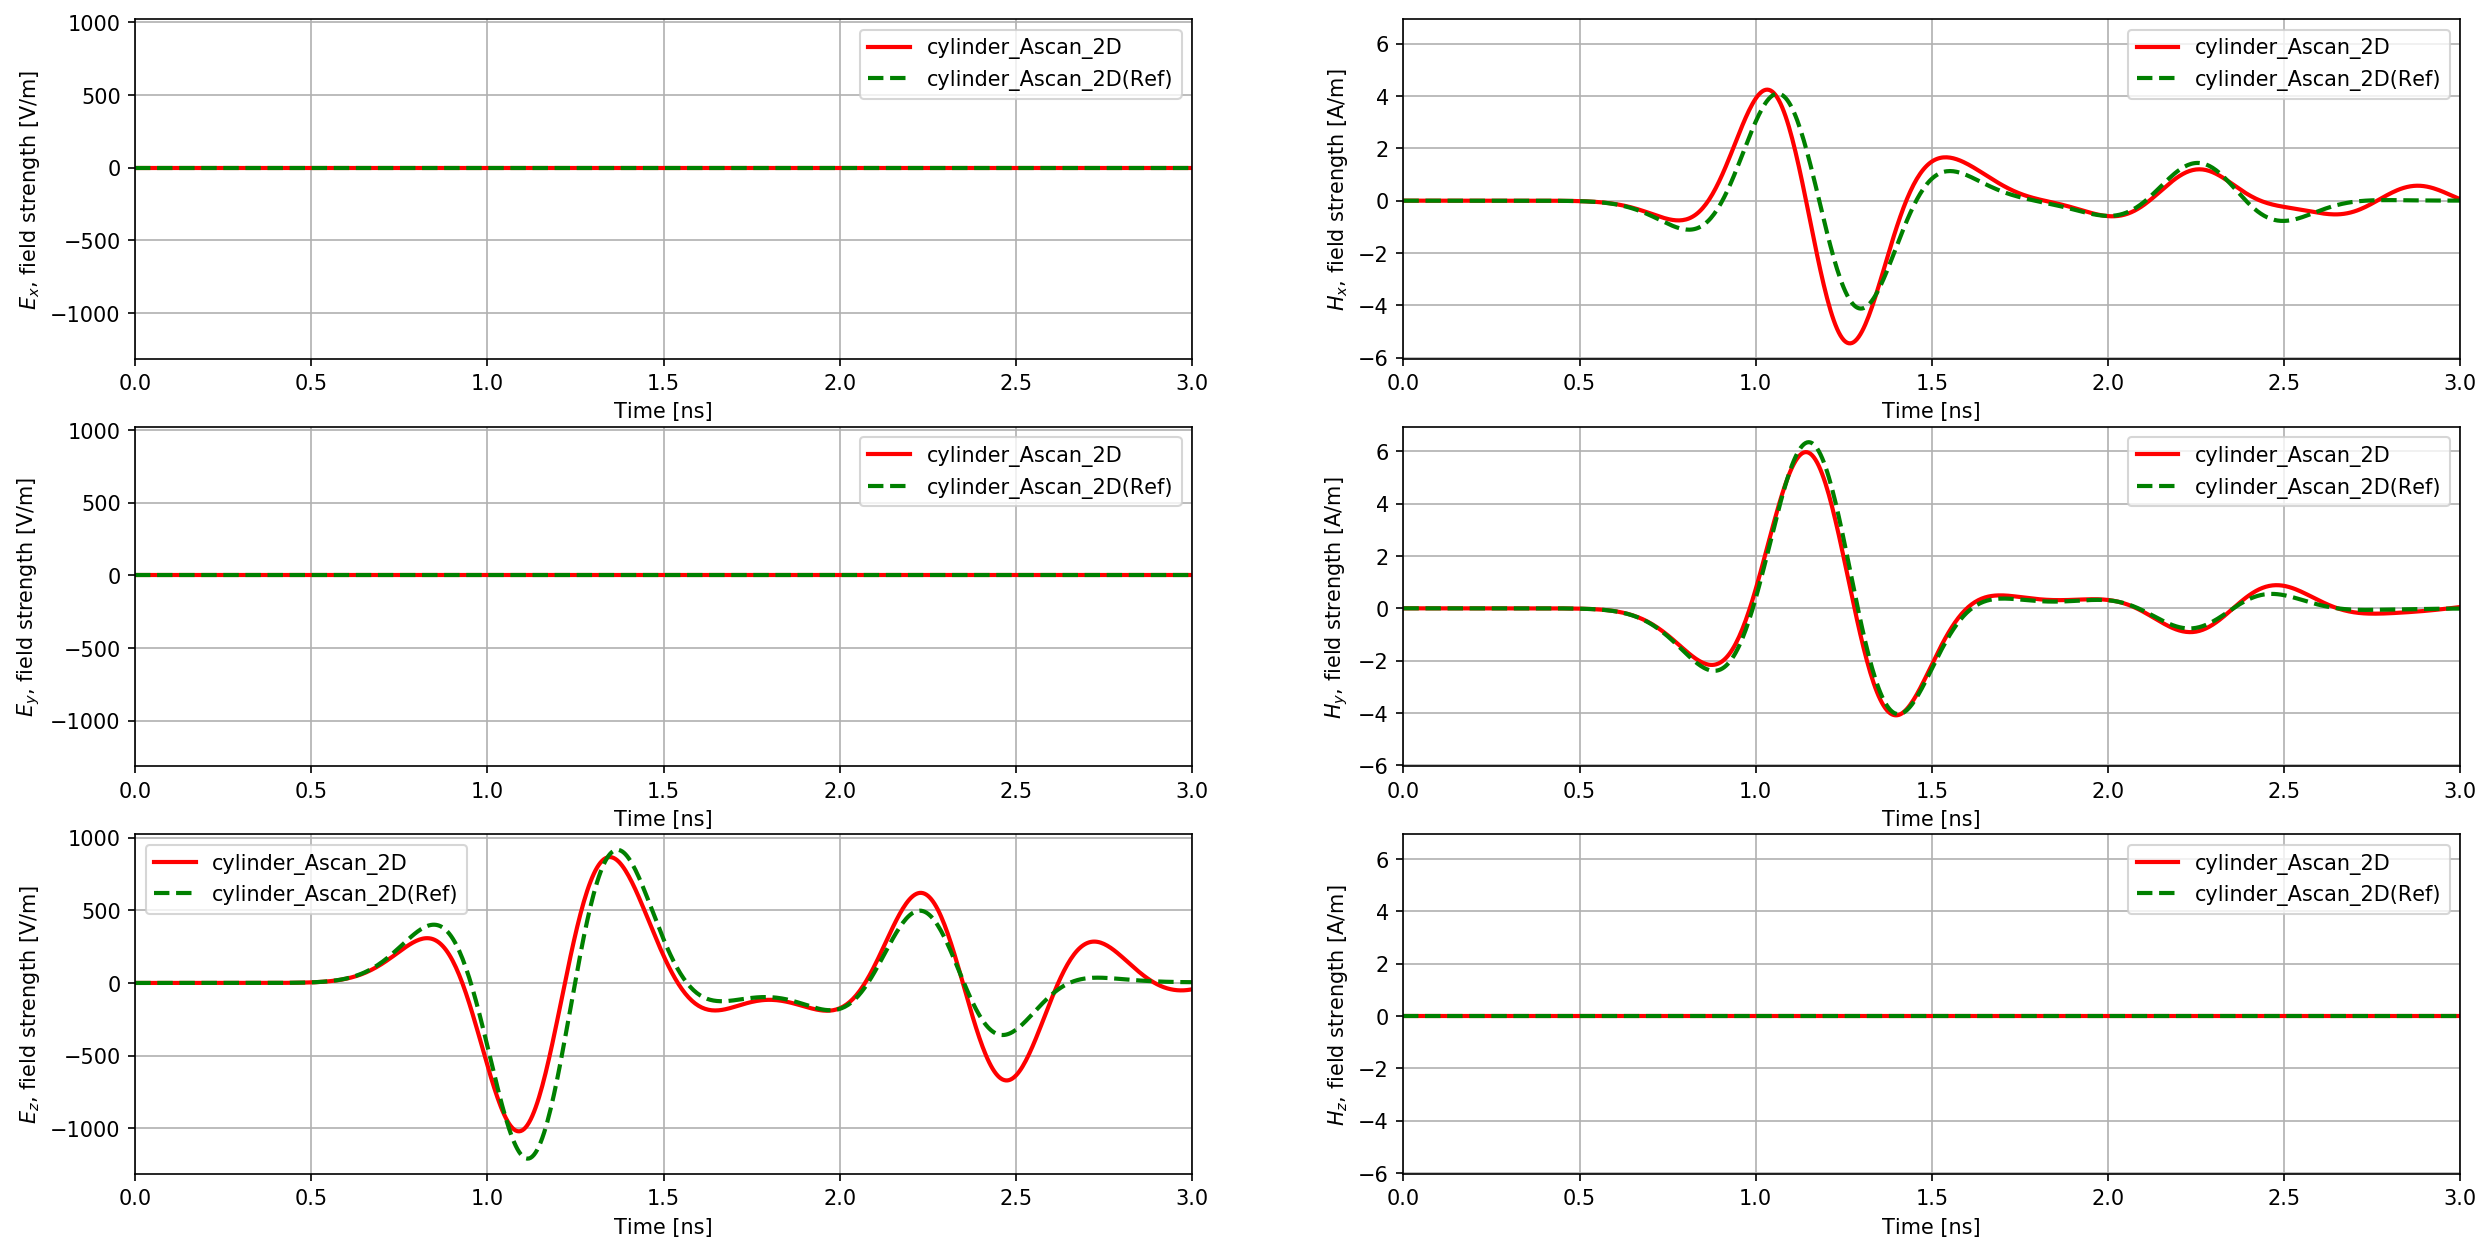 1000
500
0
−500
−1000
E_x, field strength [V/m]
cylinder_Ascan_2D
cylinder_Ascan_2D(Ref)
0.0 0.5 1.0 1.5 2.0 2.5 3.0
Time [ns]
6
4
2
0
−2
−4
−6
H_x, field strength [A/m]
cylinder_Ascan_2D
cylinder_Ascan_2D(Ref)
0.0 0.5 1.0 1.5 2.0 2.5 3.0
Time [ns]
1000
500
0
−500
−1000
E_y, field strength [V/m]
cylinder_Ascan_2D
cylinder_Ascan_2D(Ref)
0.0 0.5 1.0 1.5 2.0 2.5 3.0
Time [ns]
6
4
2
0
−2
−4
−6
H_y, field strength [A/m]
cylinder_Ascan_2D
cylinder_Ascan_2D(Ref)
0.0 0.5 1.0 1.5 2.0 2.5 3.0
Time [ns]
1000
500
0
−500
−1000
E_z, field strength [V/m]
cylinder_Ascan_2D
cylinder_Ascan_2D(Ref)
0.0 0.5 1.0 1.5 2.0 2.5 3.0
Time [ns]
6
4
2
0
−2
−4
−6
H_z, field strength [A/m]
cylinder_Ascan_2D
cylinder_Ascan_2D(Ref)
0.0 0.5 1.0 1.5 2.0 2.5 3.0
Time [ns]